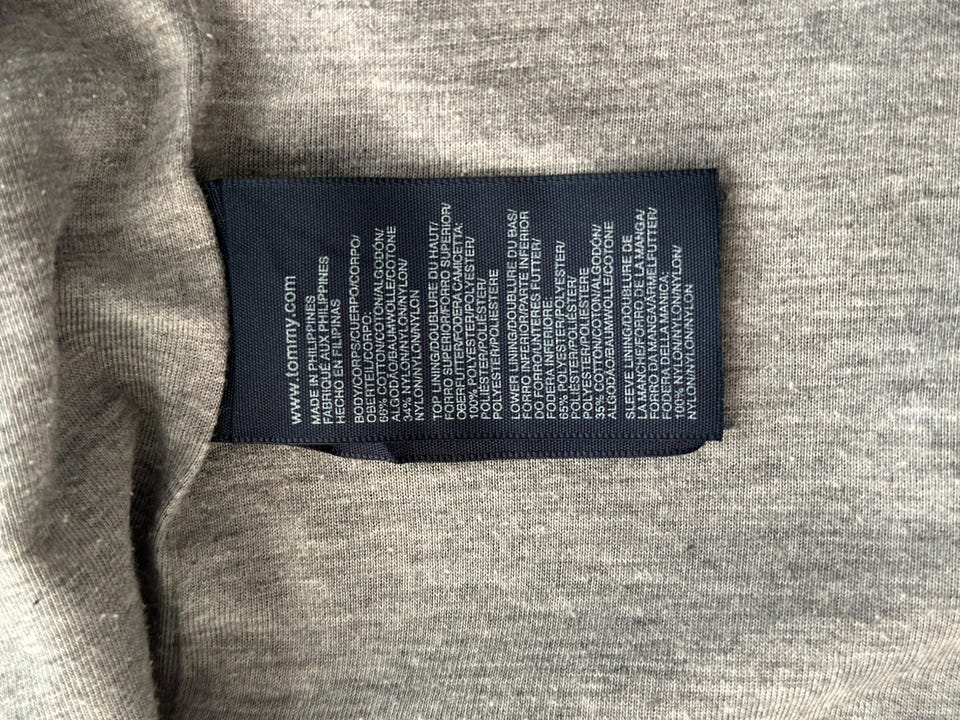 www.tommy.com
MADE IN PHILIPPINES
FABRIQUÉ AUX PHILIPPINES
HECHO EN FILIPINAS
BODY/CORPS/CUERPO/CORPO/
OBERTEIL/CORPO:
66% COTTON/COTON/ALGODÓN/
ALGODÃO/BAUMWOLLE/COTONE
34% NYLON/NYLON/NYLON/
NYLON/NYLON
TOP LINING/DOUBLURE DU HAUT/
FORRO SUPERIOR/FORRO SUPERIOR/
OBERFUTTER/FODERA CAMICETTA:
100% POLYESTER/POLYESTER/
POLIÉSTER/POLIESTER/
POLYESTER/POLIESTERE
LOWER LINING/DOUBLURE DU BAS/
FORRO INFERIOR/PARTE INFERIOR
DO FORRO/UNTERES FUTTER/
FODERA INFERIORE:
65% POLYESTER/POLYESTER/
POLIÉSTER/POLIESTER/
POLYESTER/POLIESTERE
35% COTTON/COTON/ALGODÓN/
ALGODÃO/BAUMWOLLE/COTONE
SLEEVE LINING/DOUBLURE DE
LA MANCHE/FORRO DE LA MANGA/
FORRO DA MANGA/ÄRMELFUTTER/
FODERA DELLA MANICA:
100% NYLON/NYLON/NYLON/
NYLON/NYLON/NYLON